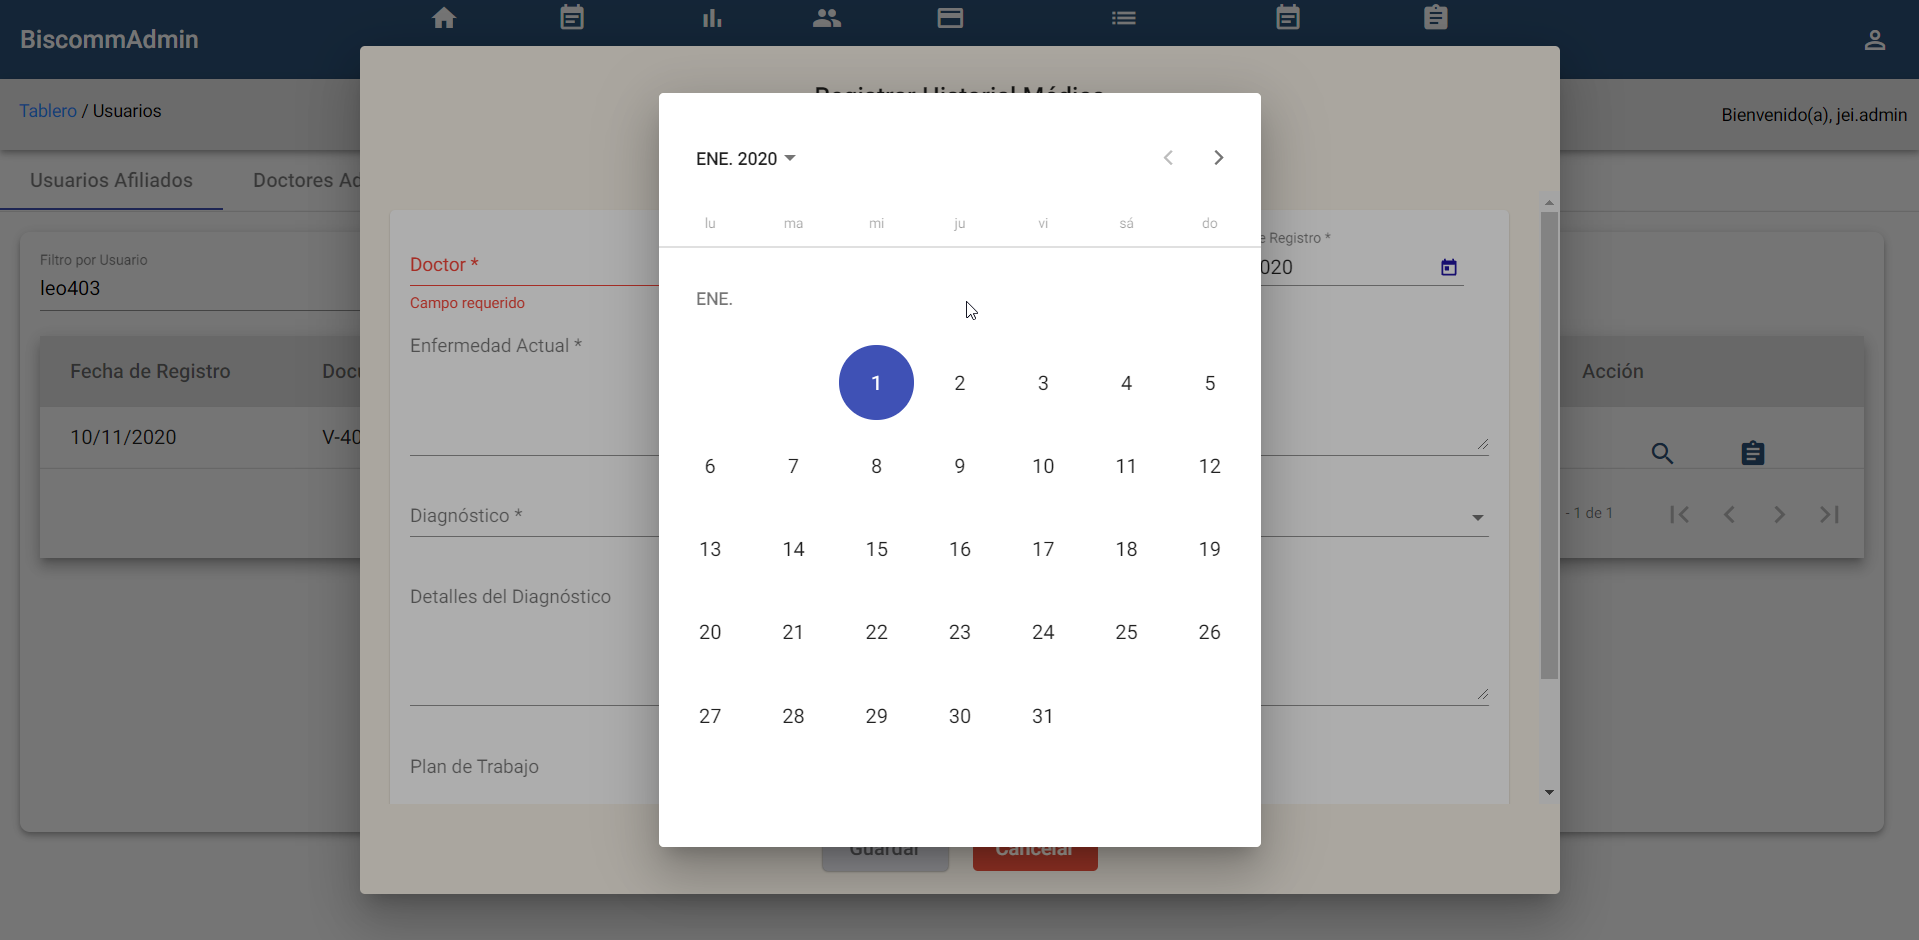 BiscommAdmin
Tablero / Usuarios
Bienvenido(a), jei.admin
Usuarios Afiliados
Doctores
Filtro por Usuario
leo403
Fecha de Registro
Acción
10/11/2020
V-40
- 1 de 1
Registrar Historial Médico
Doctor *
Campo requerido
Registro *
020
Enfermedad Actual *
Diagnóstico *
Detalles del Diagnóstico
Plan de Trabajo
Guardar
Cancelar
ENE. 2020
lu ma mi ju vi sá do
ENE.
1 2 3 4 5
6 7 8 9 10 11 12
13 14 15 16 17 18 19
20 21 22 23 24 25 26
27 28 29 30 31